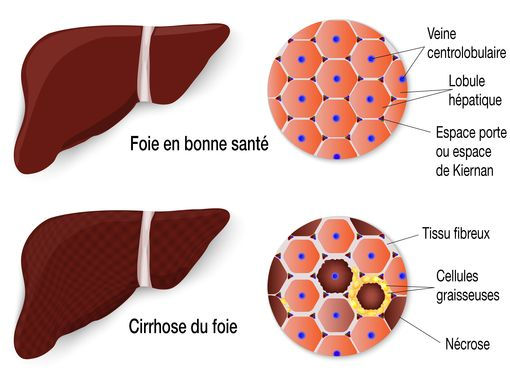 Veine
centrolobulaire
Lobule
hépatique
Foie en bonne santé
Espace porte
ou espace
de Kiernan
Tissu fibreux
Cellules
graisseuses
Cirrhose du foie
Nécrose